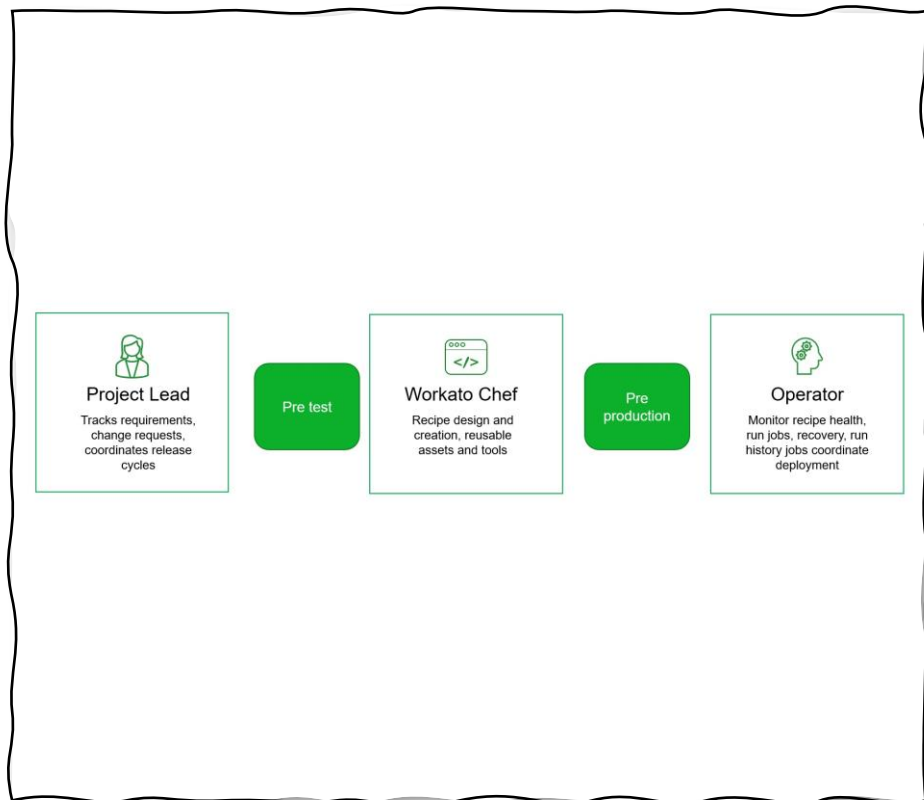 Project Lead
Tracks requirements,
change requests,
coordinates release
cycles
Pre test
</>
Workato Chef
Recipe design and
creation, reusable
assets and tools
Pre
production
Operator
Monitor recipe health,
run jobs, recovery, run
history jobs coordinate
deployment